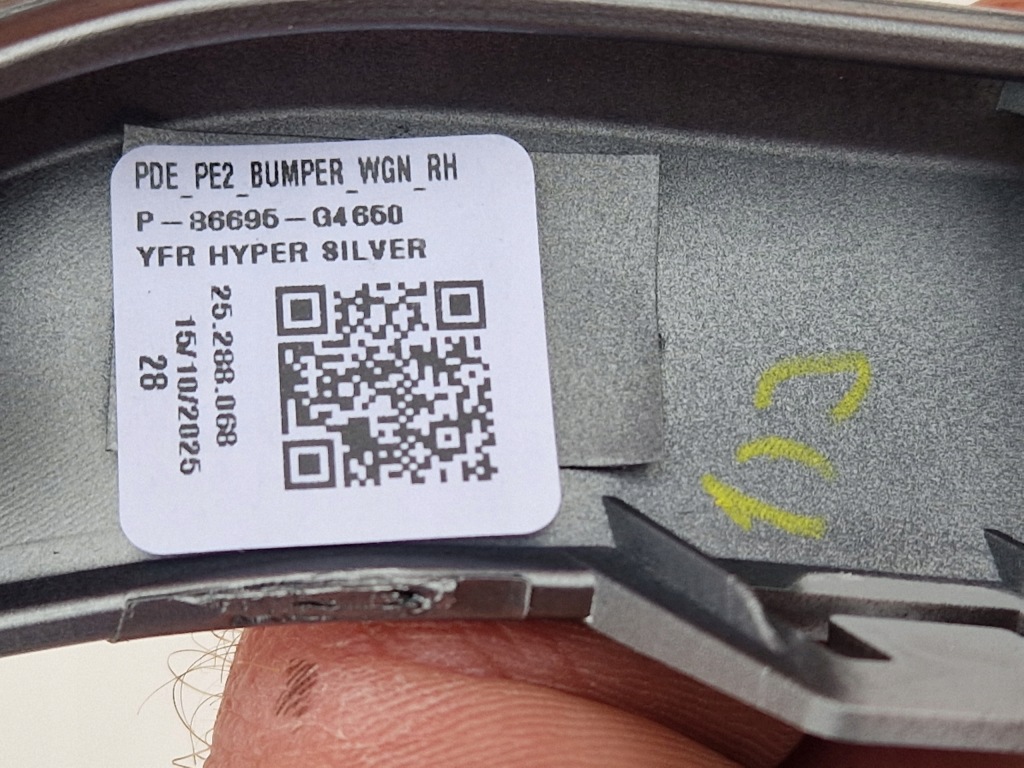 PDE_PE2_BUMPER_WGN_RH
P-86695-G4650
YFR HYPER SILVER
25.288.068
15/10/2025
28